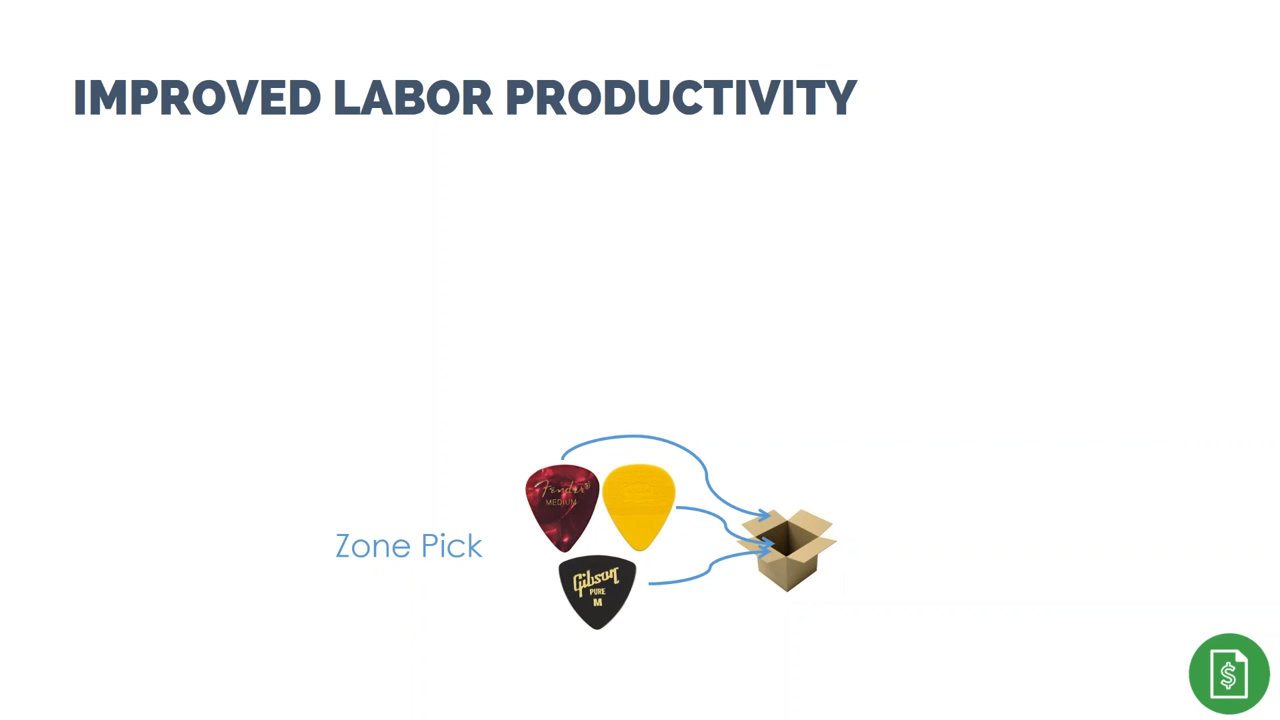 IMPROVED LABOR PRODUCTIVITY
Fender
MEDIUM
Zone Pick
Gibson
PURE
M
$